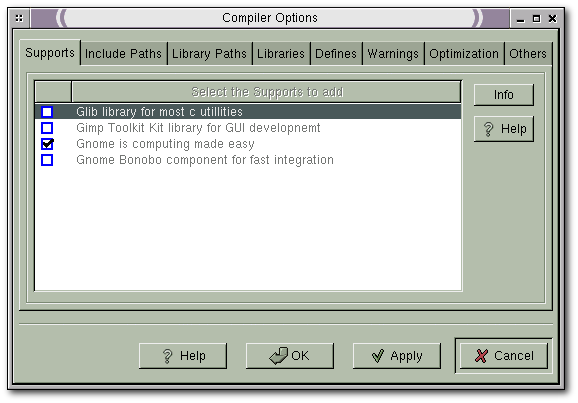 Compiler Options
Supports Include Paths Library Paths Libraries Defines Warnings Optimization Others
Select the Supports to add
Glib library for most c utillities
Gimp Toolkit Kit library for GUI developnemt
Gnome is computing made easy
Gnome Bonobo component for fast integration
Info
Help
Help OK Apply Cancel